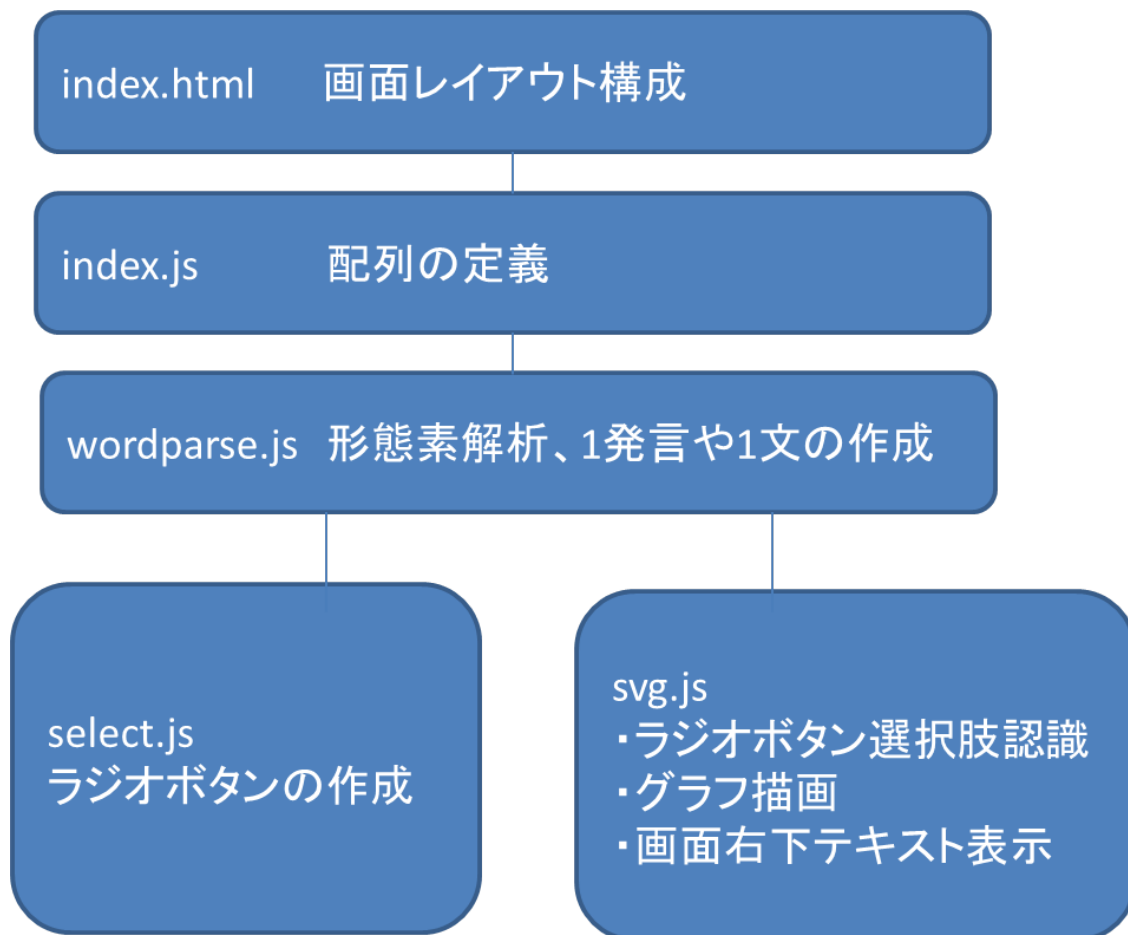 index.html 画面レイアウト構成
index.js 配列の定義
wordparse.js 形態素解析、1発言や1文の作成
select.js
ラジオボタンの作成
svg.js
・ラジオボタン選択肢認識
・グラフ描画
・画面右下テキスト表示